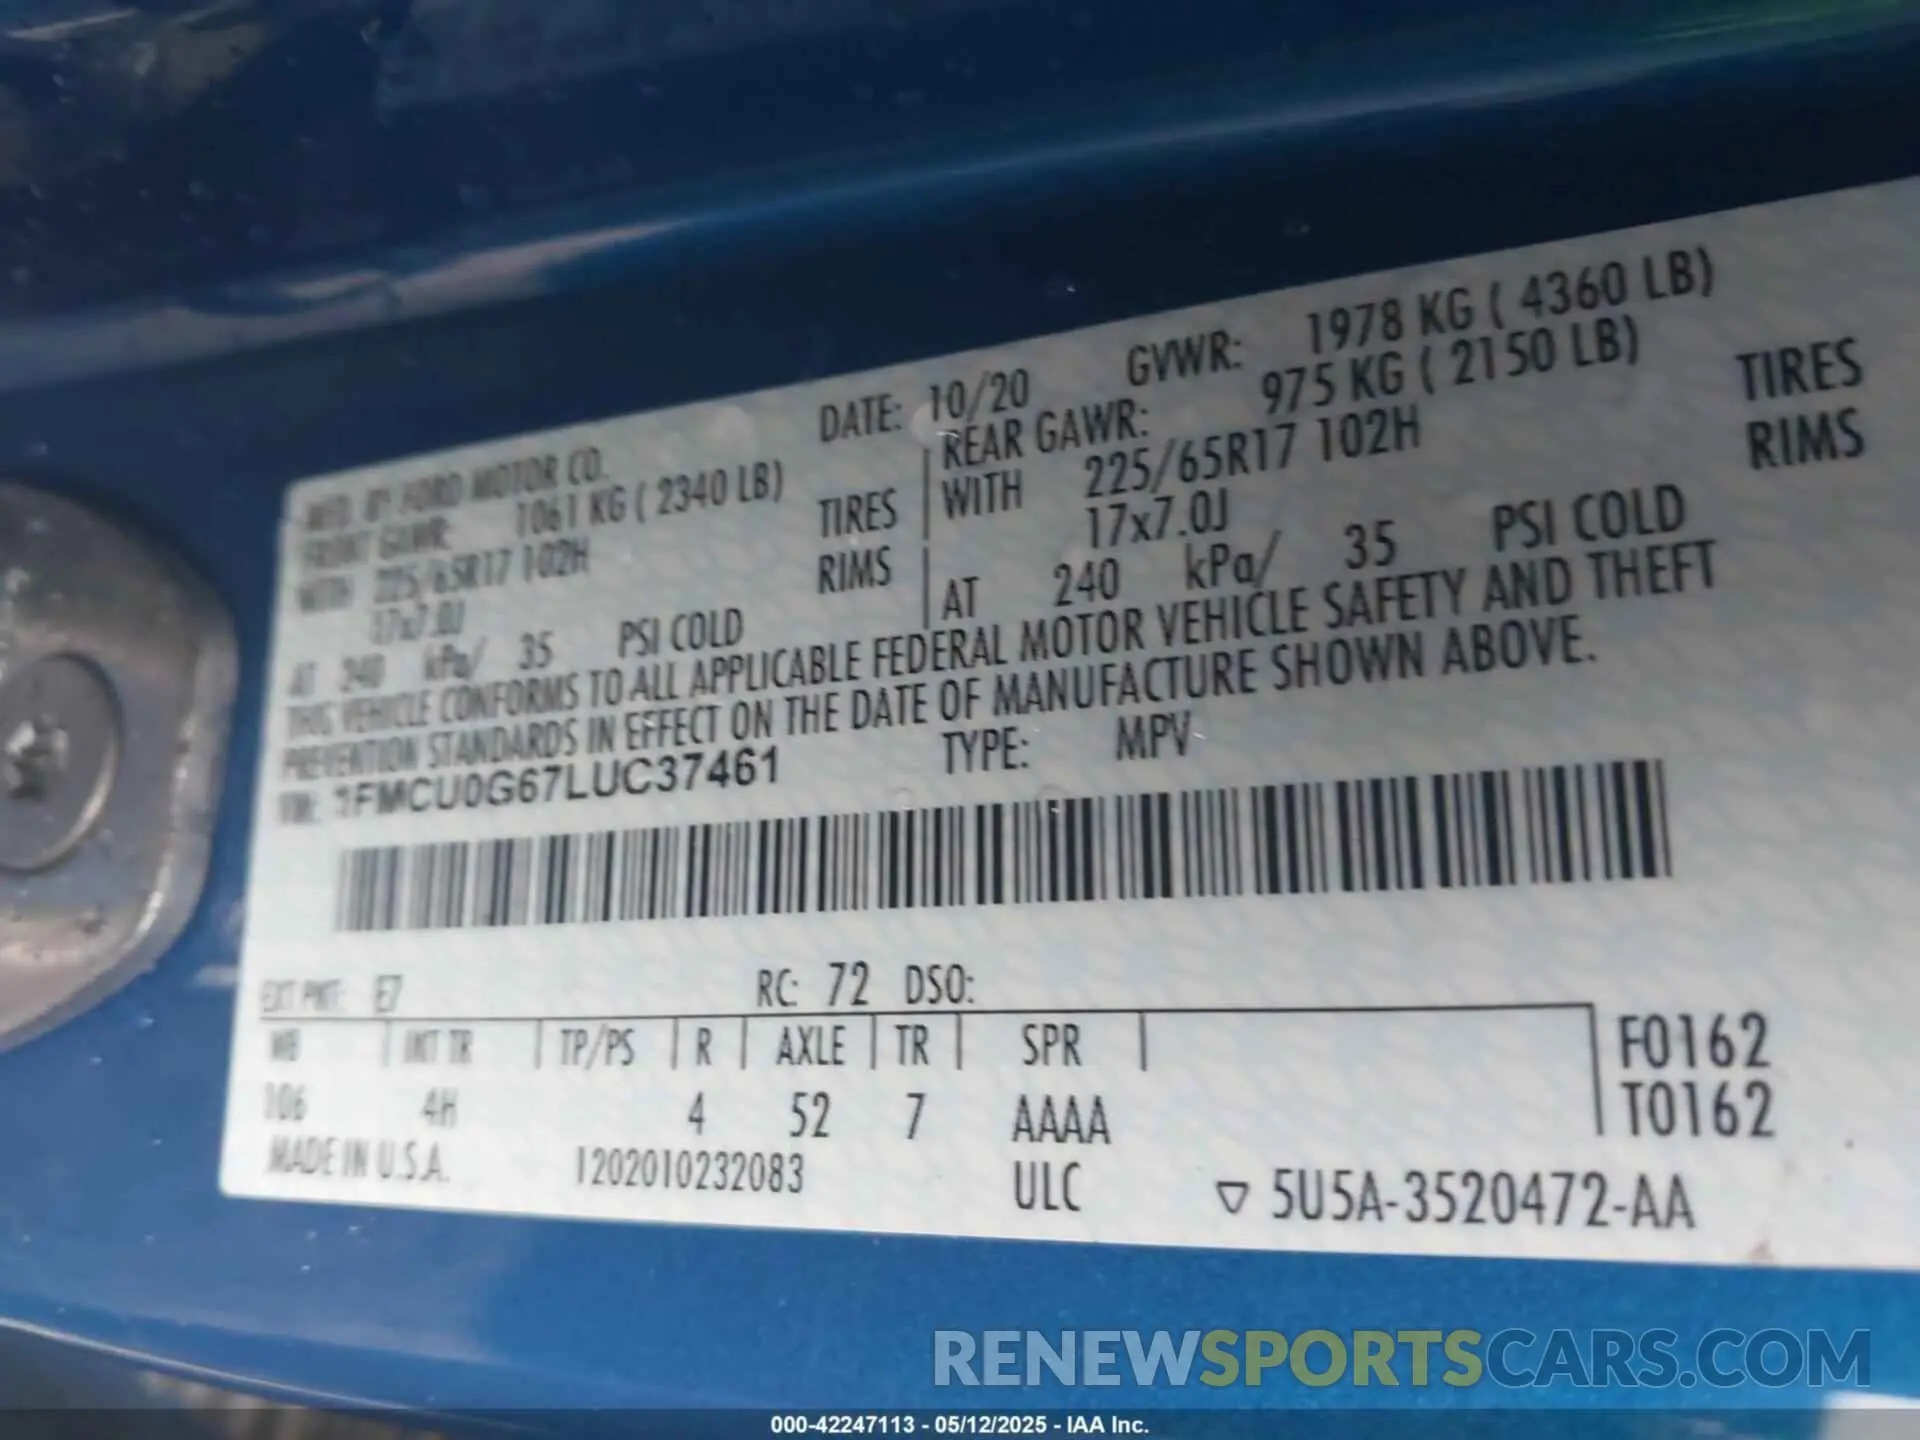 MFD. BY FORD MOTOR CO. DATE: 10/20 GVWR: 1978 KG ( 4360 LB)
FRONT GAWR: 1061 KG ( 2340 LB) REAR GAWR: 975 KG ( 2150 LB)
WITH 225/65R17 102H TIRES WITH 225/65R17 102H TIRES
17x7.0J RIMS 17x7.0J RIMS
AT 240 kPa/ 35 PSI COLD AT 240 kPa/ 35 PSI COLD
THIS VEHICLE CONFORMS TO ALL APPLICABLE FEDERAL MOTOR VEHICLE SAFETY AND THEFT
PREVENTION STANDARDS IN EFFECT ON THE DATE OF MANUFACTURE SHOWN ABOVE.
VIN: 1FMCU0G67LUC37461 TYPE: MPV
EXT PNT: E7 RC: 72 DSO:
WB INT TR TP/PS R AXLE TR SPR F0162
106 4H 4 52 7 AAAA T0162
MADE IN U.S.A. 1202010232083 ULC ▽ 5U5A-3520472-AA
RENEWSPORTSCARS.COM
000-42247113 - 05/12/2025 - IAA Inc.